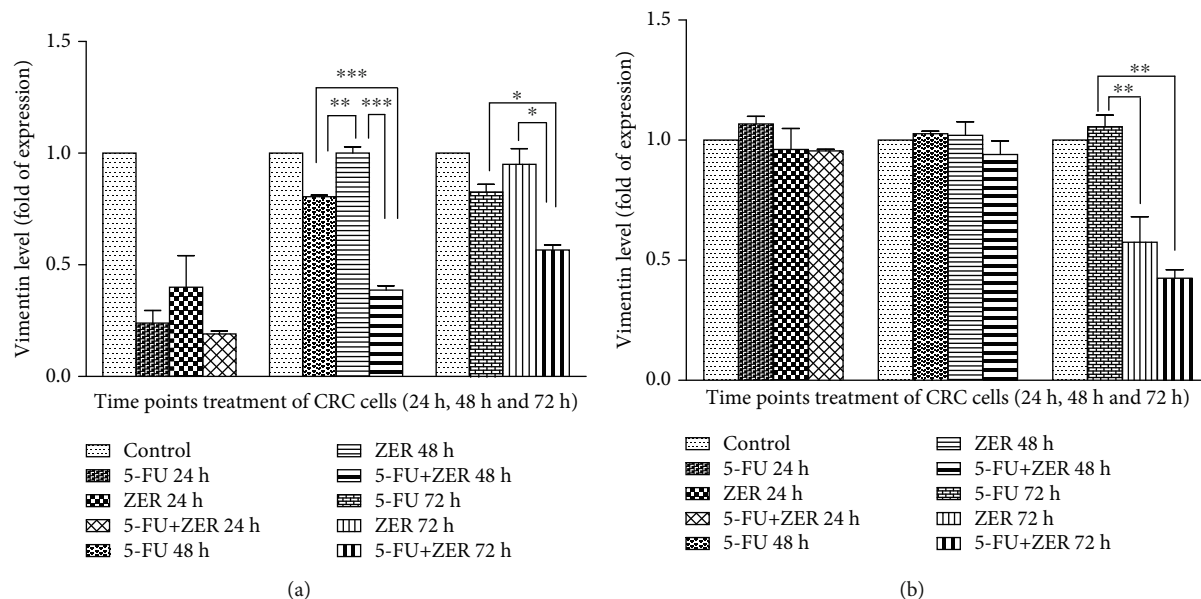 Vimentin level (fold of expression)
1.5
1.0
0.5
0.0
***
** ***
*
*
Time points treatment of CRC cells (24 h, 48 h and 72 h)
Control
5-FU 24 h
ZER 24 h
5-FU+ZER 24 h
5-FU 48 h
ZER 48 h
5-FU+ZER 48 h
5-FU 72 h
ZER 72 h
5-FU+ZER 72 h
(a)
Vimentin level (fold of expression)
1.5
1.0
0.5
0.0
**
**
Time points treatment of CRC cells (24 h, 48 h and 72 h)
Control
5-FU 24 h
ZER 24 h
5-FU+ZER 24 h
5-FU 48 h
ZER 48 h
5-FU+ZER 48 h
5-FU 72 h
ZER 72 h
5-FU+ZER 72 h
(b)